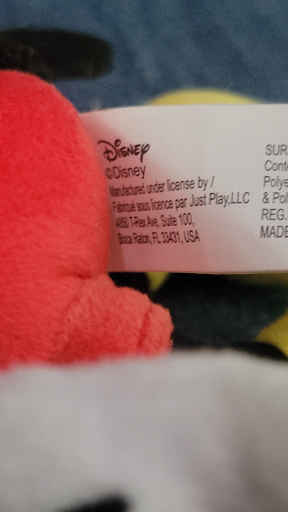 Disney
©Disney
Manufactured under license by /
Fabriqué sous licence par Just Play, LLC
4850 T-Rex Ave, Suite 100,
Boca Raton, FL 33431, USA
SUR
Cont
Polye
& Pol
REG.
MADE